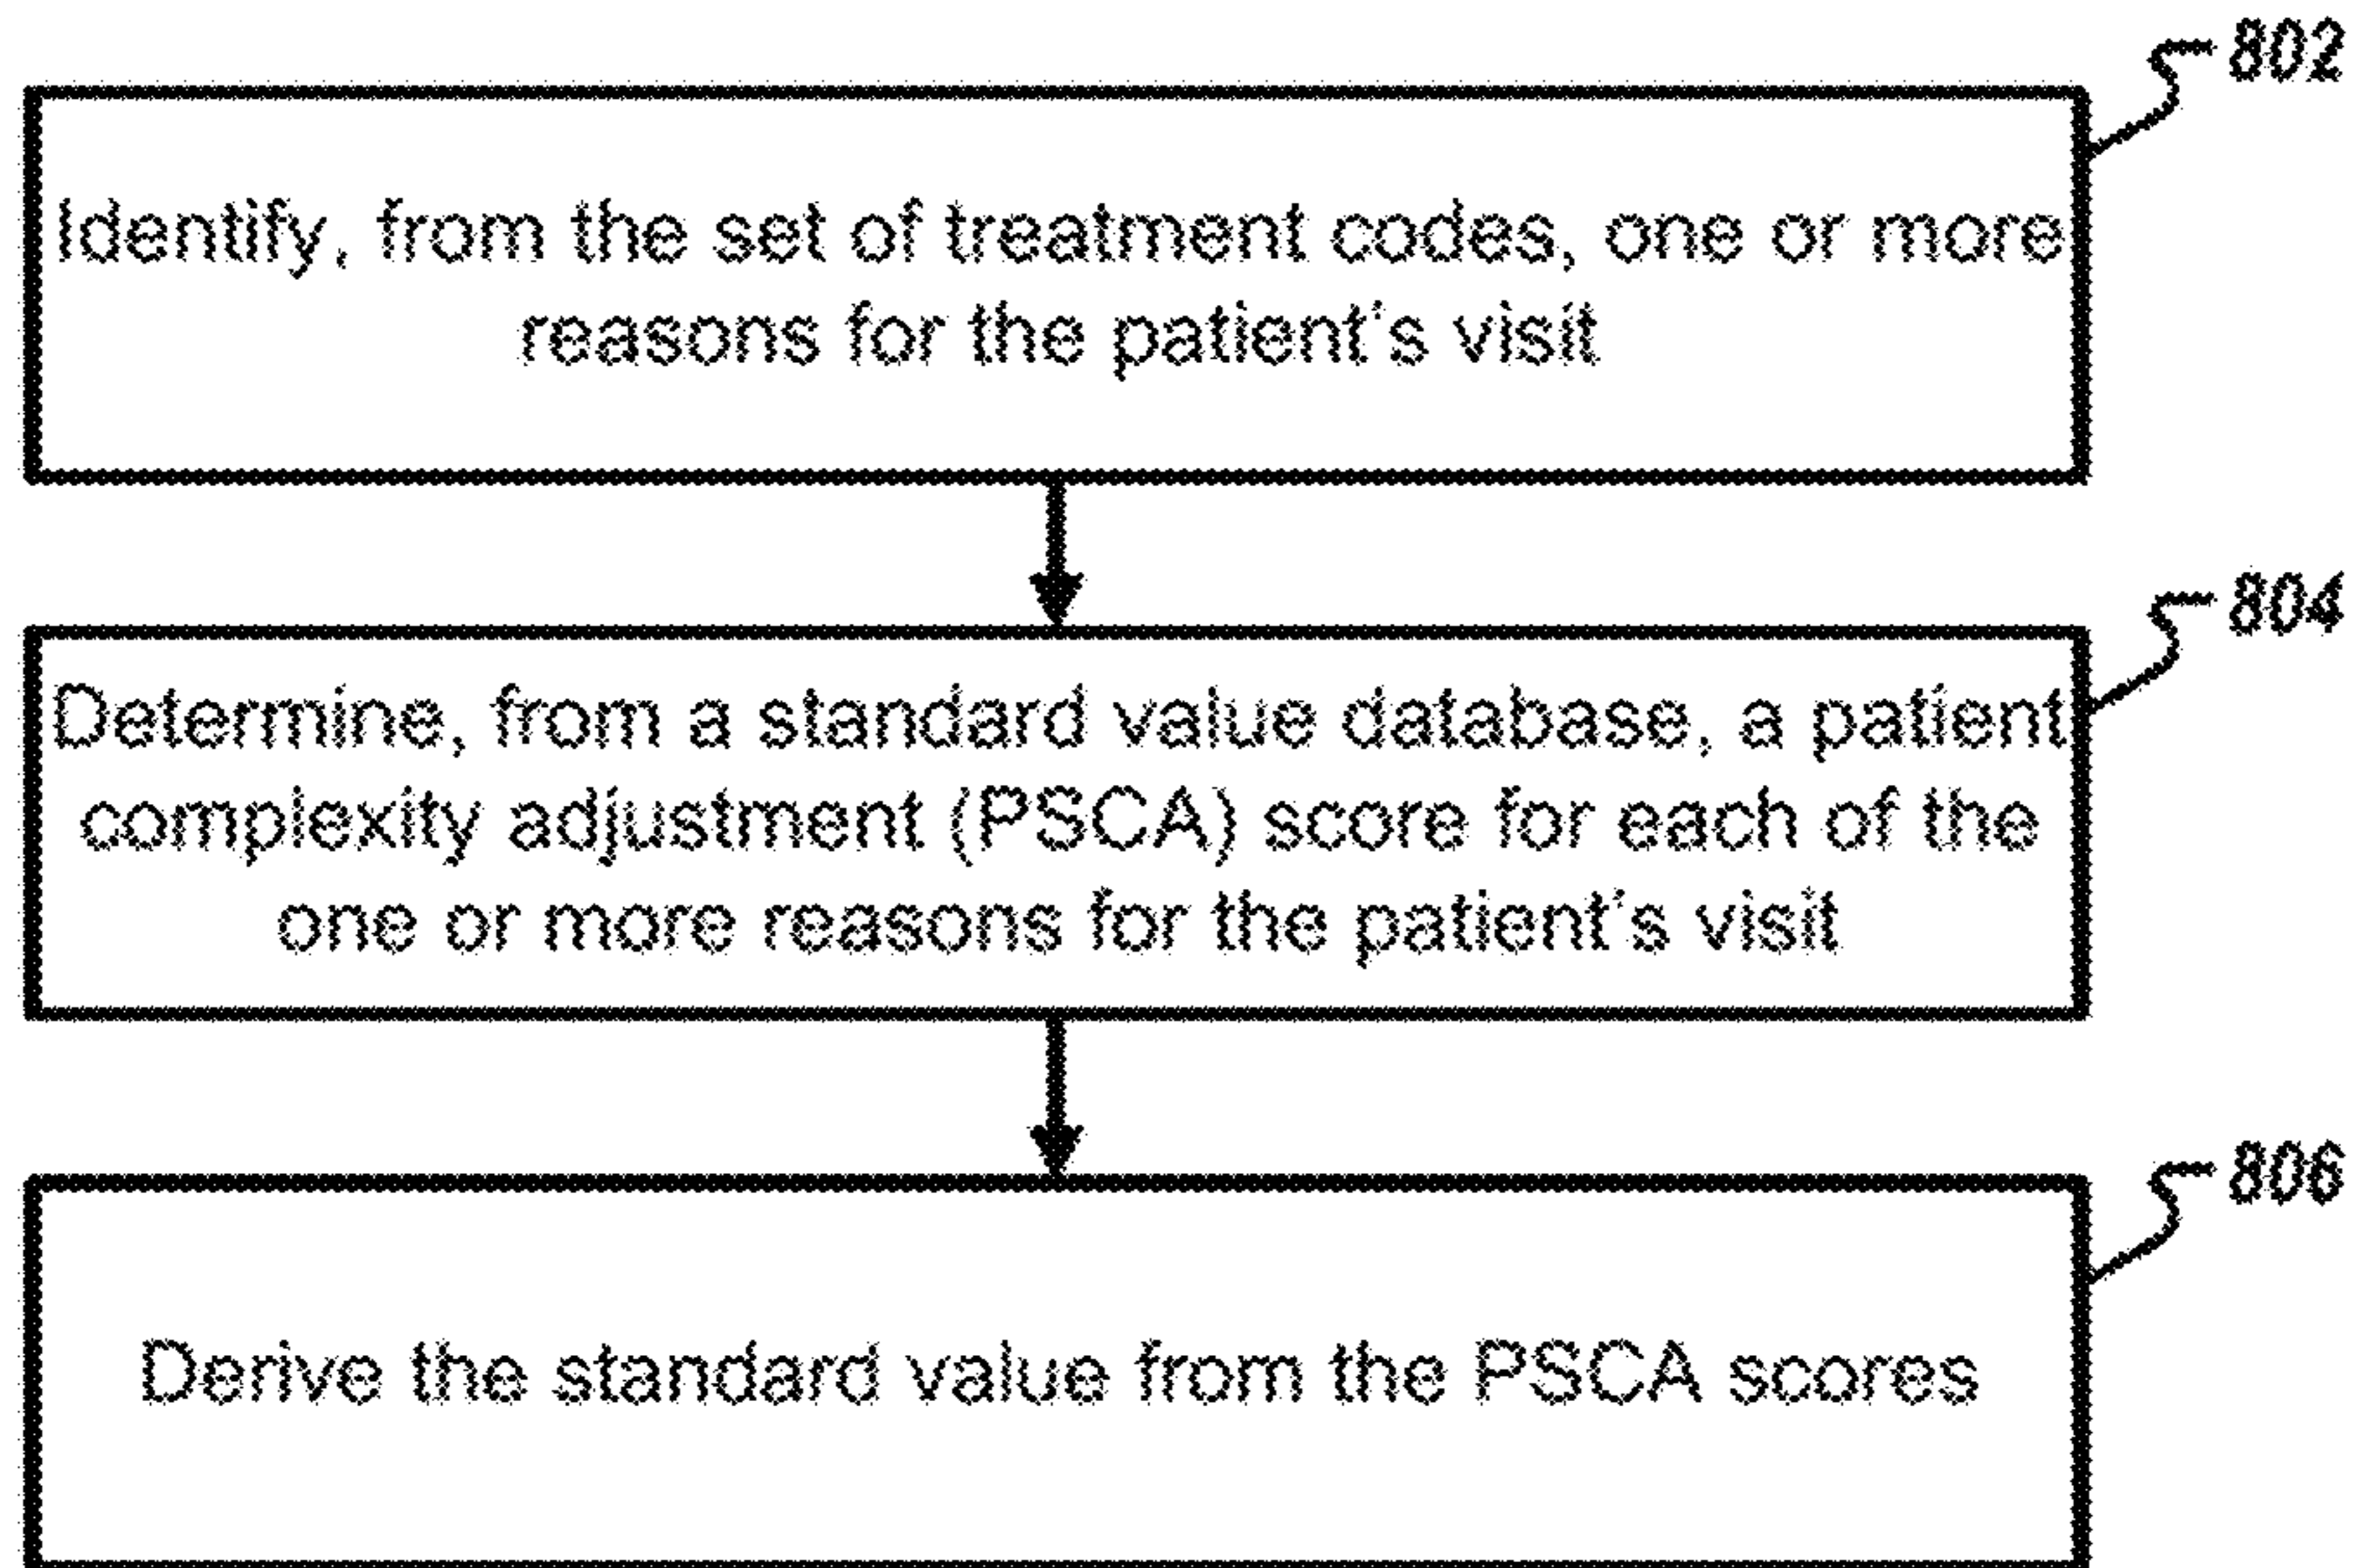 802
Identify, from the set of treatment codes, one or more
reasons for the patient's visit
804
Determine, from a standard value database, a patient
complexity adjustment (PSCA) score for each of the
one or more reasons for the patient's visit
806
Derive the standard value from the PSCA scores